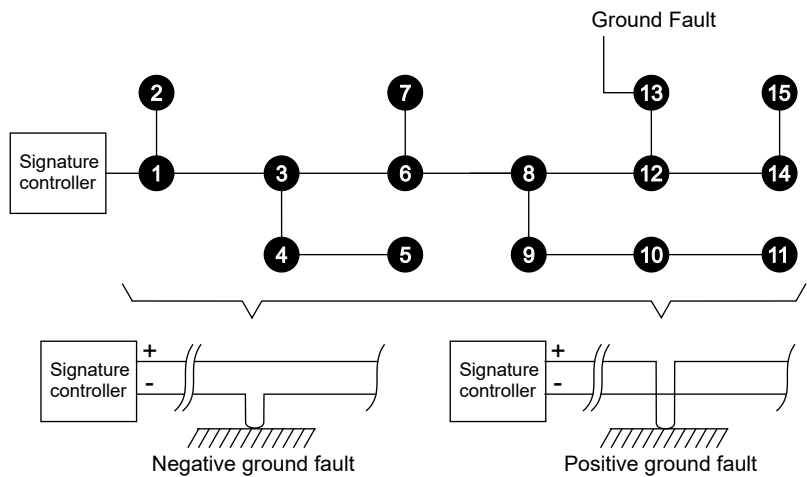 Ground Fault
2
7
13
15
Signature
controller
1
3
6
8
12
14
4
5
9
10
11
Signature
controller
+
-
Negative ground fault
Signature
controller
+
-
Positive ground fault